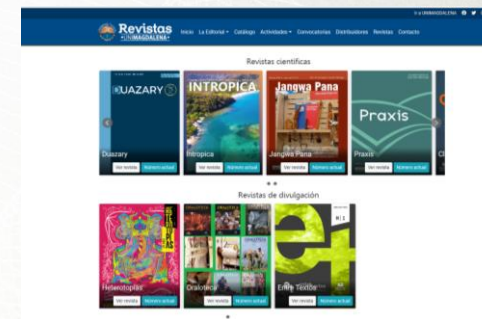 Ir a UNIMAGDALENA
Revistas
UNIMAGDALENA
Inicio La Editorial Catálogo Actividades Convocatorias Distribuidores Revistas Contacto
Revistas científicas
DUAZARY
INTROPICA
Jangwa Pana
Praxis
Duazary
Intropica
Jangwa Pana
Praxis
Ver revista Número actual
Ver revista Número actual
Ver revista Número actual
Ver revista Número actual
Revistas de divulgación
Heterotopías
Oraloteca
Entre Textos
Ver revista Número actual
Ver revista Número actual
Ver revista Número actual